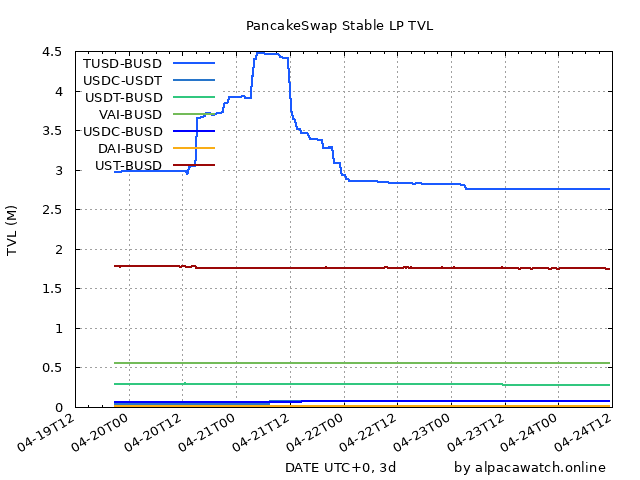 PancakeSwap Stable LP TVL
TVL (M)
4.5
4
3.5
3
2.5
2
1.5
1
0.5
0
TUSD-BUSD
USDC-USDT
USDT-BUSD
VAI-BUSD
USDC-BUSD
DAI-BUSD
UST-BUSD
04-19T12
04-20T00
04-20T12
04-21T00
04-21T12
04-22T00
04-22T12
04-23T00
04-23T12
04-24T00
04-24T12
DATE UTC+0, 3d
by alpacawatch.online